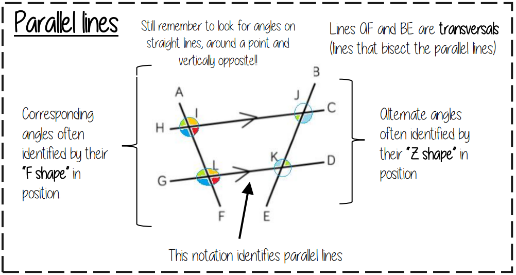 Parallel lines
Still remember to look for angles on
straight lines, around a point and
vertically opposite!!
Lines AF and BE are transversals
(lines that bisect the parallel lines)
Corresponding
angles often
identified by their
"F shape" in
position
A
B
I
J
C
H
L
K
D
G
F
E
Alternate angles
often identified by
their "Z shape" in
position
This notation identifies parallel lines